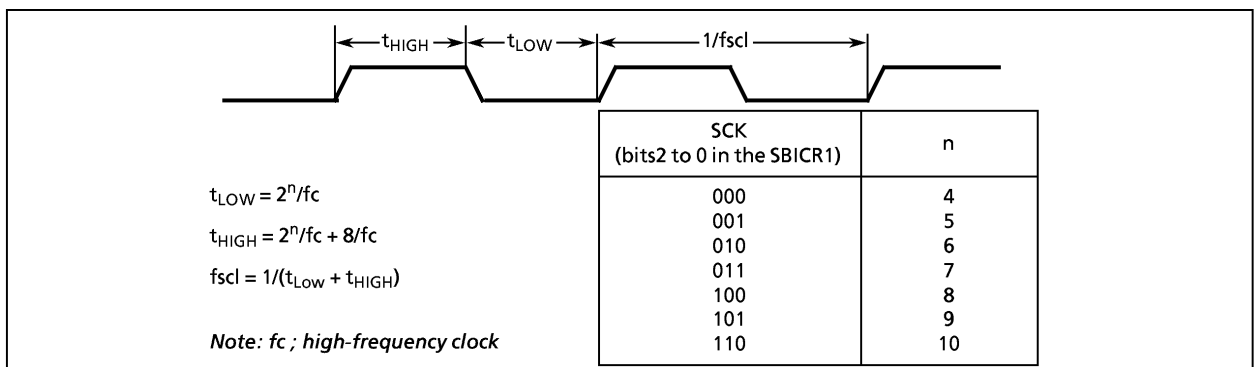 tHIGH tLOW 1/fscl
SCK
(bits2 to 0 in the SBICR1)
n
000 4
001 5
010 6
011 7
100 8
101 9
110 10
tLOW = 2ⁿ/fc
tHIGH = 2ⁿ/fc + 8/fc
fscl = 1/(tLow + tHIGH)
Note: fc ; high-frequency clock